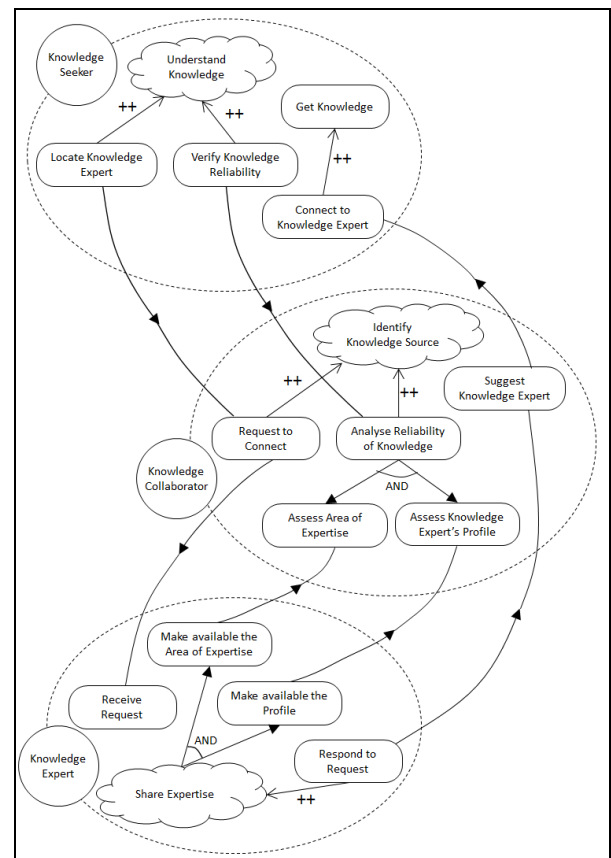 Knowledge
Seeker
Understand
Knowledge
++
++
Get Knowledge
++
Locate Knowledge
Expert
Verify Knowledge
Reliability
Connect to
Knowledge Expert
Identify
Knowledge Source
++
++
Suggest
Knowledge Expert
Request to
Connect
Analyse Reliability
of Knowledge
Knowledge
Collaborator
AND
Assess Area of
Expertise
Assess Knowledge
Expert's Profile
Make available the
Area of Expertise
Receive
Request
Make available the
Profile
AND
Knowledge
Expert
Respond to
Request
Share Expertise
++